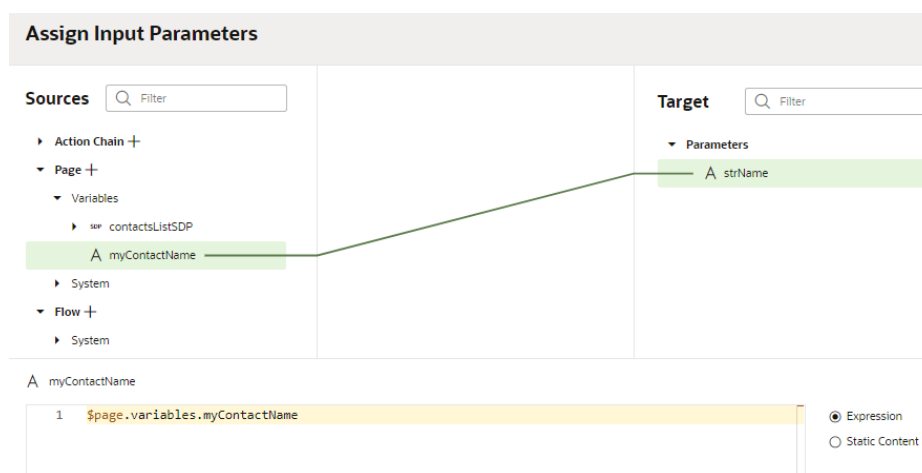 Assign Input Parameters
Sources
Filter
Action Chain
Page
Variables
SDP contactsListSDP
A myContactName
System
Flow
System
Target
Filter
Parameters
A strName
A myContactName
1 $page.variables.myContactName
Expression
Static Content